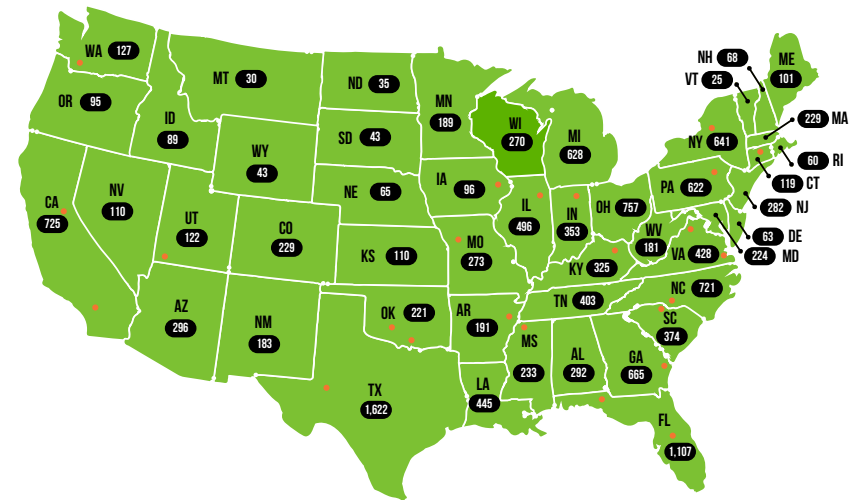 WA 127
MT 30
ND 35
MN
189
OR 95
ID
89
SD 43
WI
270
MI
628
WY
43
NH 68
VT 25
ME
101
229 MA
NY 641
60 RI
119 CT
PA 622
282 NJ
63 DE
224 MD
CA
725
NV
110
UT
122
CO
229
NE 65
IA
96
IL
496
IN
353
OH 757
WV
181
VA 428
KS 110
MO
273
KY 325
NC 721
TN 403
SC
374
AZ
296
NM
183
OK 221
AR
191
MS
233
AL
292
GA
665
TX
1,622
LA
445
FL
1,107